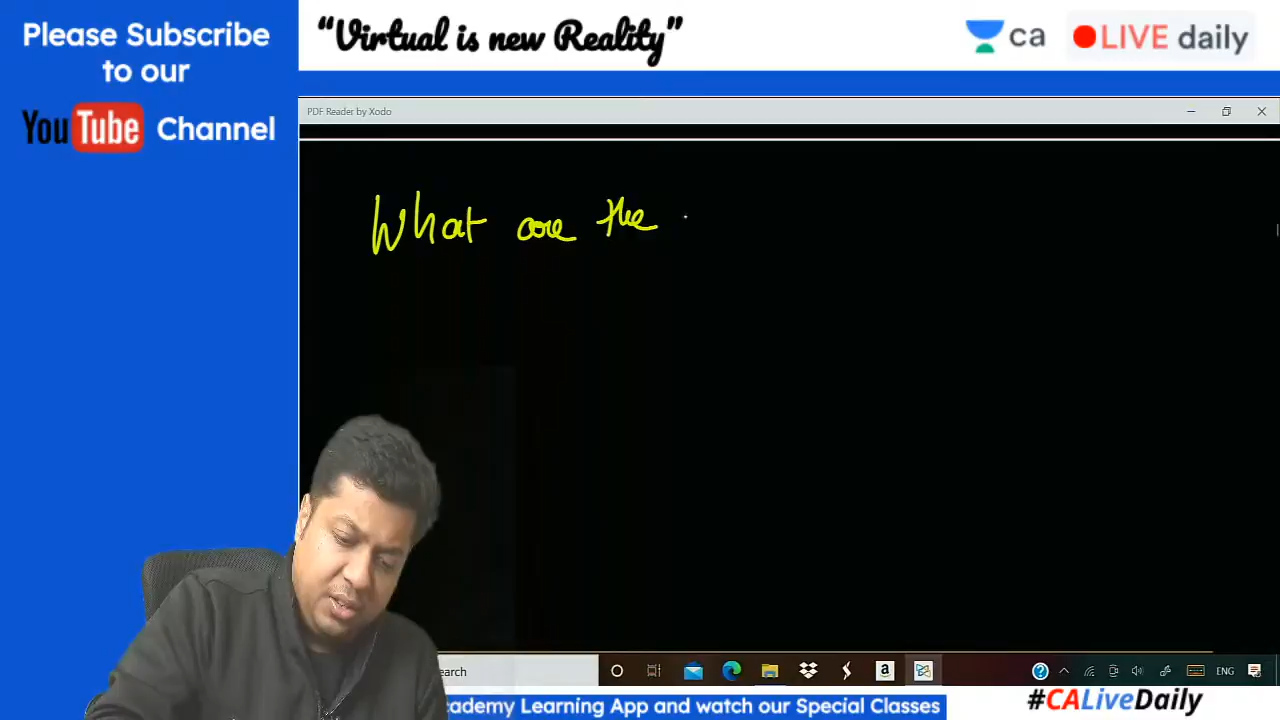 Please Subscribe
to our
YouTube Channel
“Virtual is new Reality”
ca
LIVE daily
PDF Reader by Xodo
What are the
earch
a
ENG
cademy Learning App and watch our Special Classes
#CALiveDaily